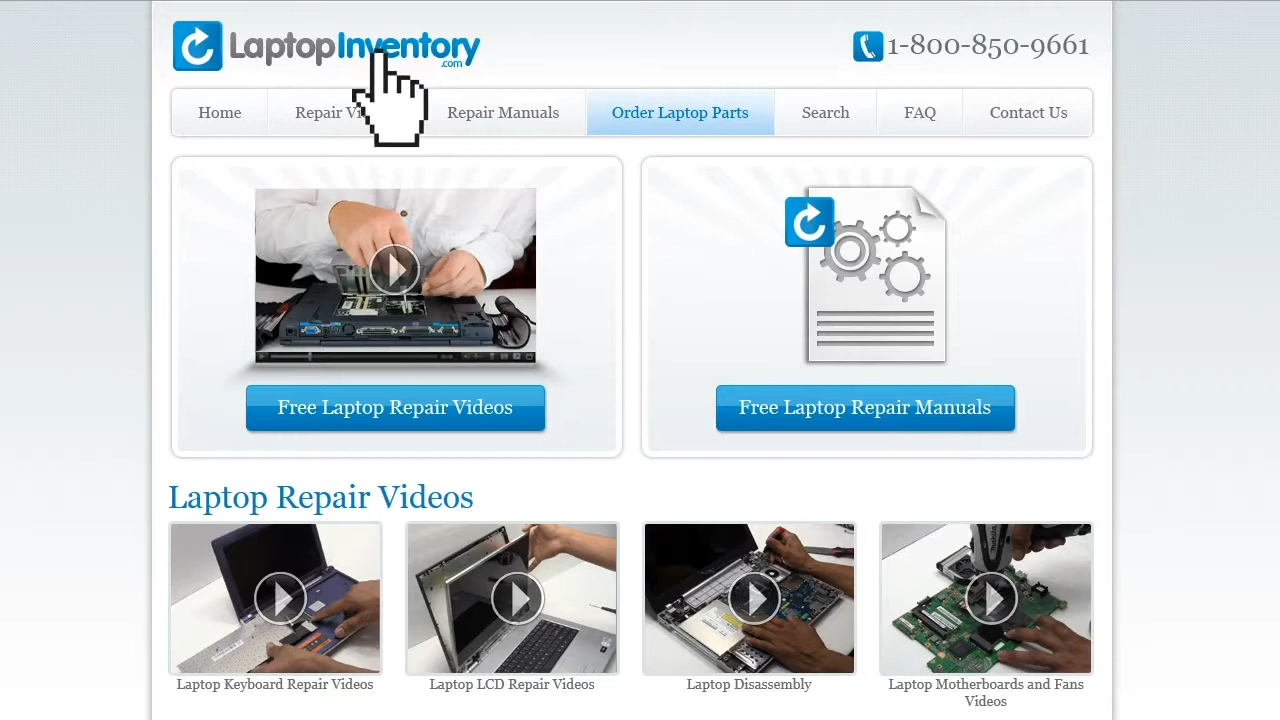 LaptopInventory
.com
1-800-850-9661
Home
Repair Vi
Repair Manuals
Order Laptop Parts
Search
FAQ
Contact Us
Free Laptop Repair Videos
Free Laptop Repair Manuals
Laptop Repair Videos
Laptop Keyboard Repair Videos
Laptop LCD Repair Videos
Laptop Disassembly
Laptop Motherboards and Fans
Videos